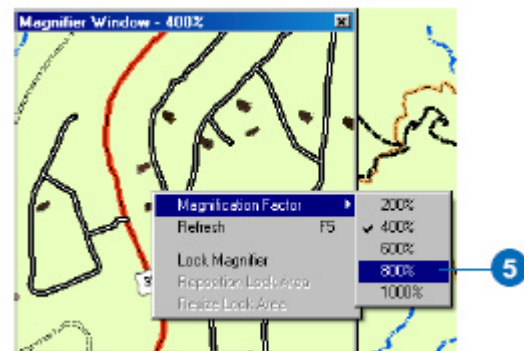 Magnifier Window - 400%
Magnification Factor
Refresh F5
Lock Magnifier
Reposition Lock Area
Resize Lock Area
200%
400%
600%
800%
1000%
5
3